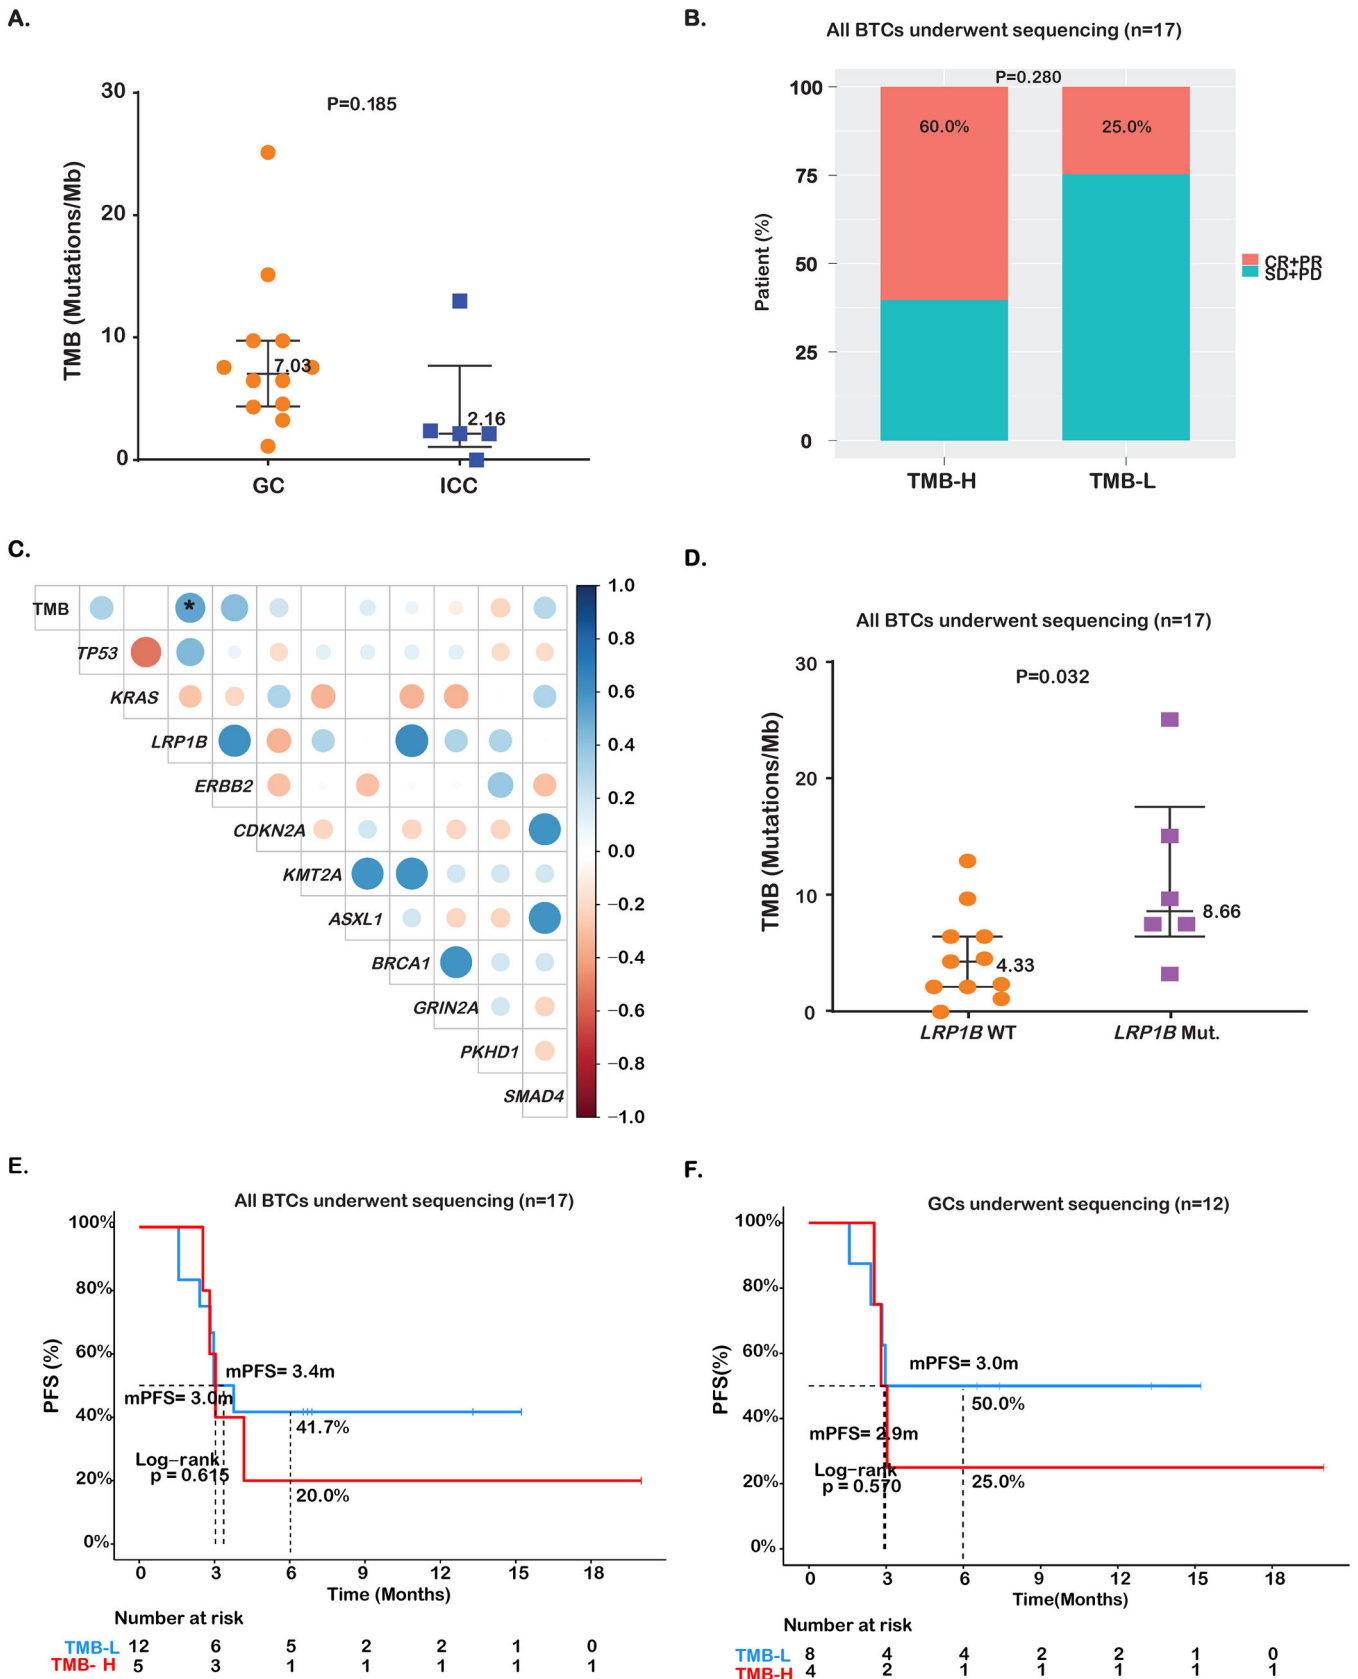 A.
P=0.185
TMB (Mutations/Mb)
30
20
10
0
7.03
2.16
GC ICC
B.
All BTCs underwent sequencing (n=17)
P=0.280
Patient (%)
100
75
50
25
0
60.0% 25.0%
CR+PR
SD+PD
TMB-H TMB-L
C.
TMB
*
TP53
KRAS
LRP1B
ERBB2
CDKN2A
KMT2A
ASXL1
BRCA1
GRIN2A
PKHD1
SMAD4
1.0
0.8
0.6
0.4
0.2
0.0
−0.2
−0.4
−0.6
−0.8
−1.0
D.
All BTCs underwent sequencing (n=17)
P=0.032
TMB (Mutations/Mb)
30
20
10
0
4.33
8.66
LRP1B WT LRP1B Mut.
E.
All BTCs underwent sequencing (n=17)
PFS (%)
100%
80%
60%
40%
20%
0%
mPFS= 3.4m
mPFS= 3.0m
41.7%
Log−rank
p = 0.615
20.0%
0 3 6 9 12 15 18
Time (Months)
Number at risk
TMB-L 12 6 5 2 2 1 0
TMB- H 5 3 1 1 1 1 1
F.
GCs underwent sequencing (n=12)
PFS(%)
100%
80%
60%
40%
20%
0%
mPFS= 3.0m
50.0%
mPFS= 2.9m
Log−rank
p = 0.570
25.0%
0 3 6 9 12 15 18
Time(Months)
Number at risk
TMB-L 8 4 4 2 2 1 0
TMB-H 4 2 1 1 1 1 1